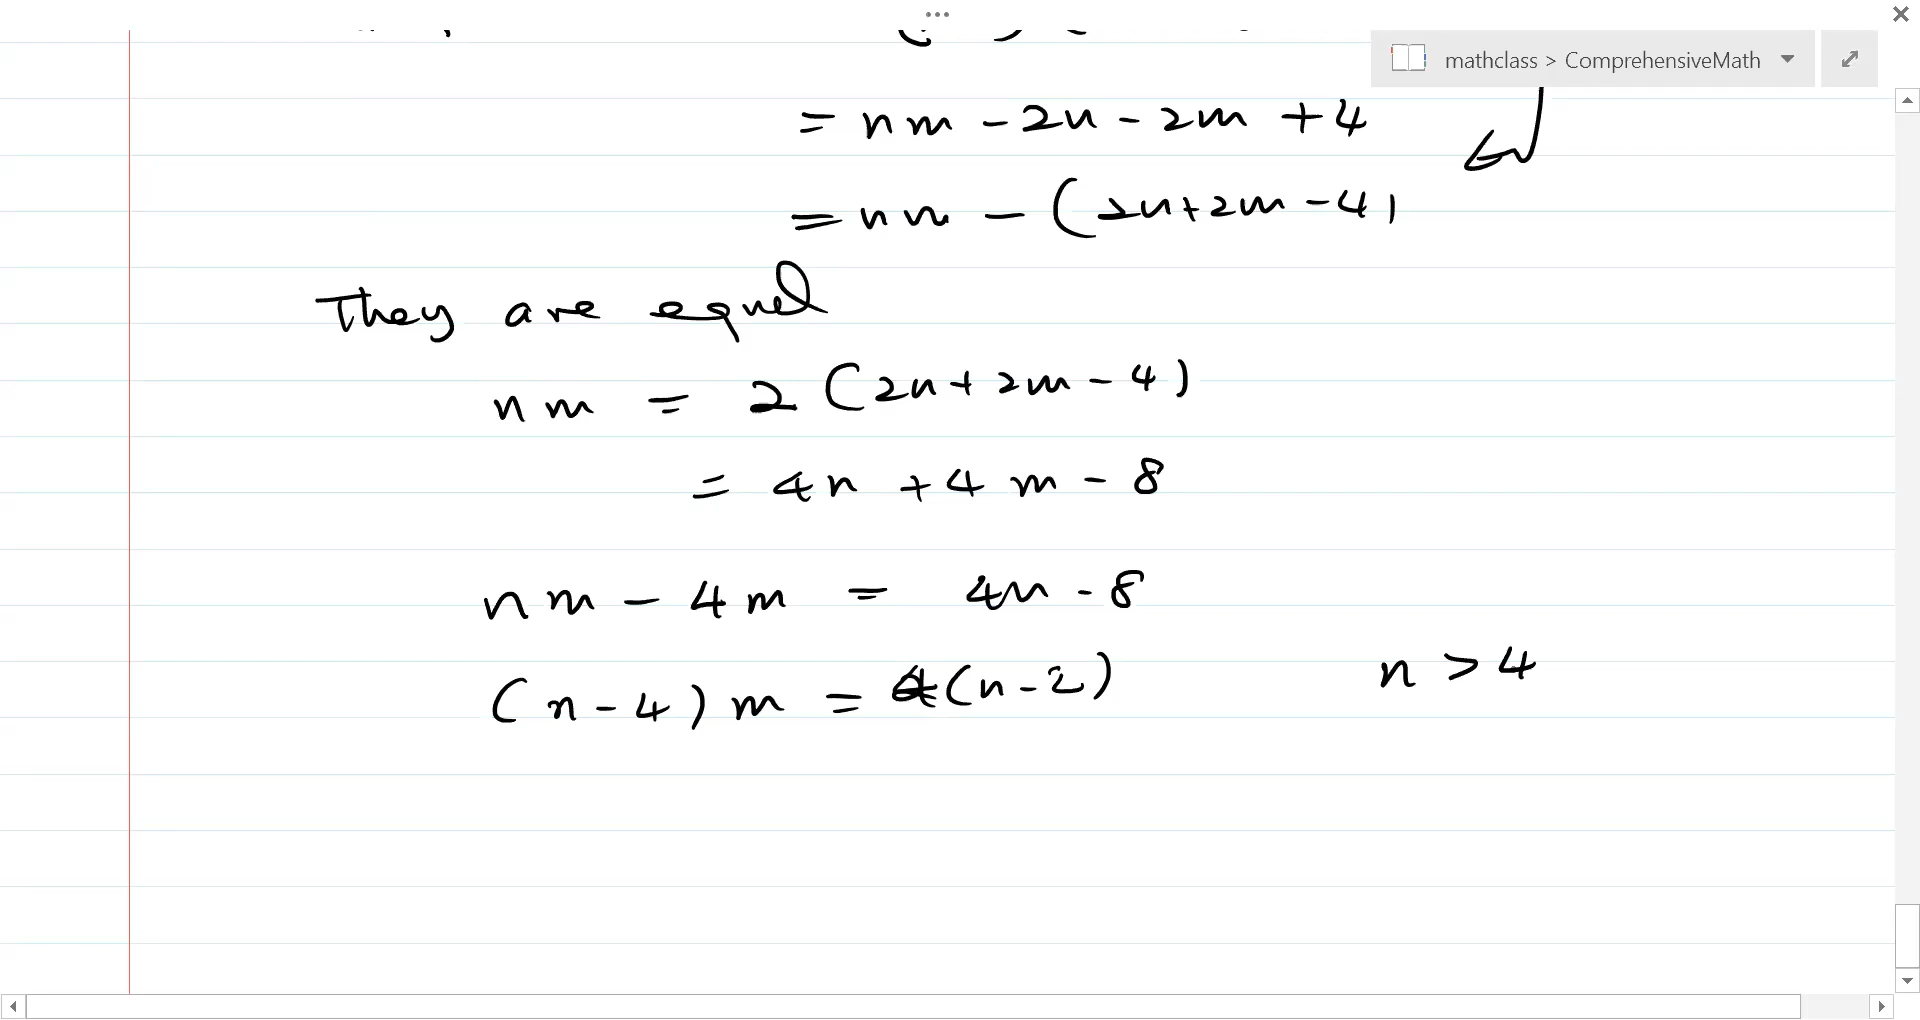 mathclass > ComprehensiveMath
= nm - 2n - 2m + 4
= nm - (2n + 2m - 4)
They are equal
nm = 2(2n + 2m - 4)
= 4n + 4m - 8
nm - 4m = 4n - 8
(n - 4)m = 4(n - 2) n > 4